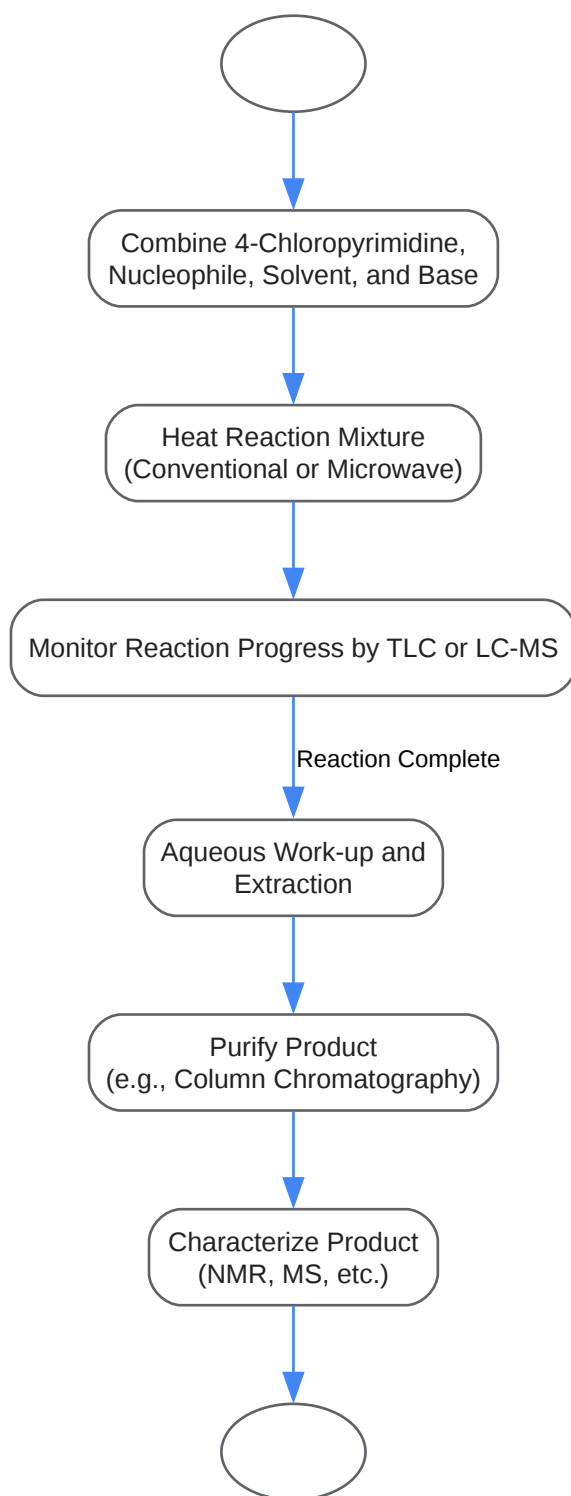 Combine 4-Chloropyrimidine,
Nucleophile, Solvent, and Base
Heat Reaction Mixture
(Conventional or Microwave)
Monitor Reaction Progress by TLC or LC-MS
Reaction Complete
Aqueous Work-up and
Extraction
Purify Product
(e.g., Column Chromatography)
Characterize Product
(NMR, MS, etc.)